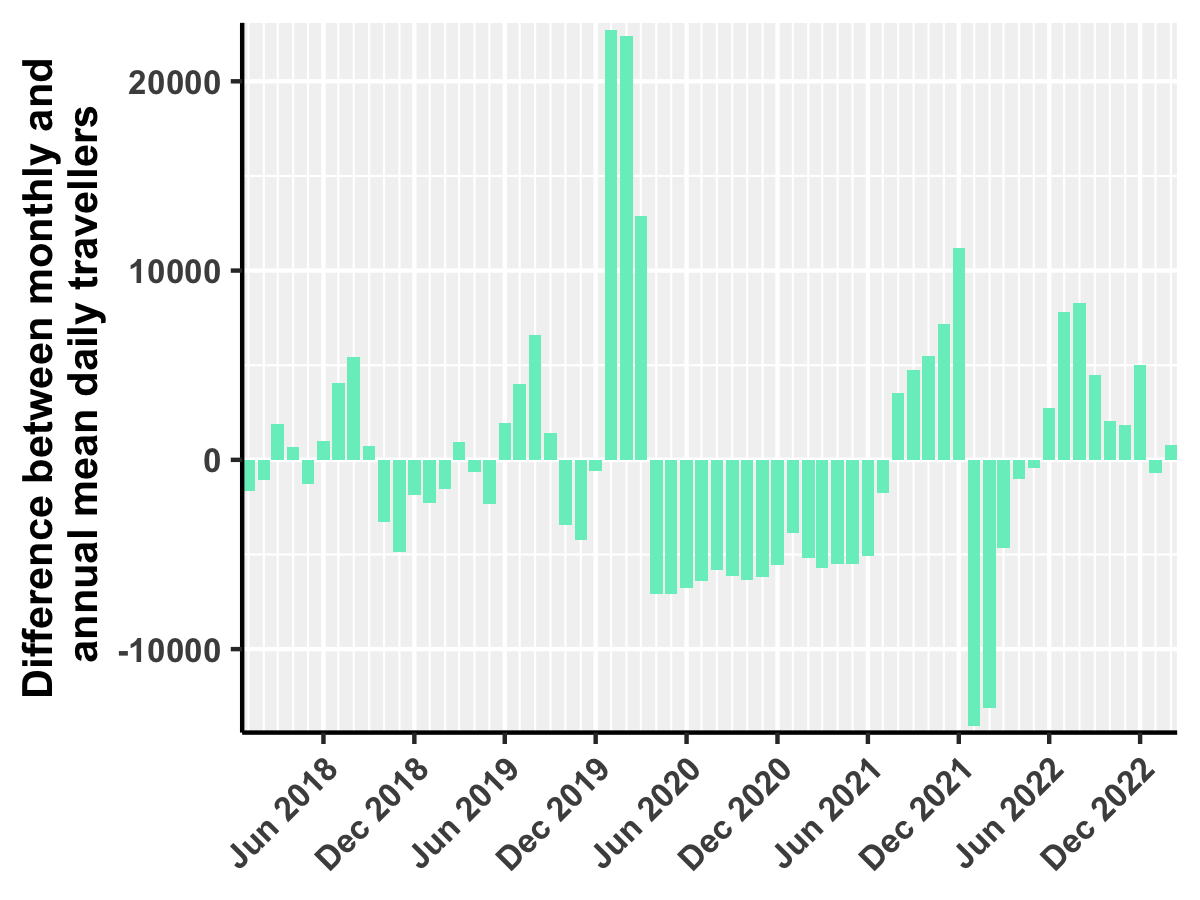 Difference between monthly and
annual mean daily travellers
20000
10000
0
-10000
Jun 2018
Dec 2018
Jun 2019
Dec 2019
Jun 2020
Dec 2020
Jun 2021
Dec 2021
Jun 2022
Dec 2022